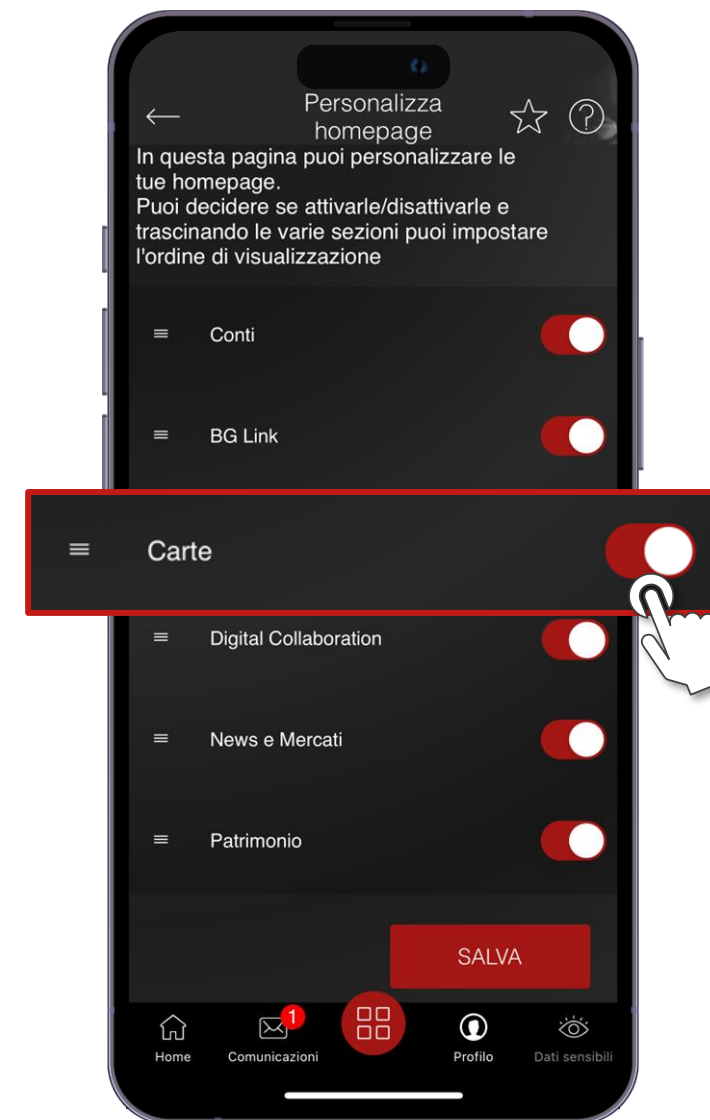 Personalizza
homepage
In questa pagina puoi personalizzare le
tue homepage.
Puoi decidere se attivarle/disattivarle e
trascinando le varie sezioni puoi impostare
l'ordine di visualizzazione
Conti
BG Link
Carte
Digital Collaboration
News e Mercati
Patrimonio
SALVA
1
Home Comunicazioni Profilo Dati sensibili